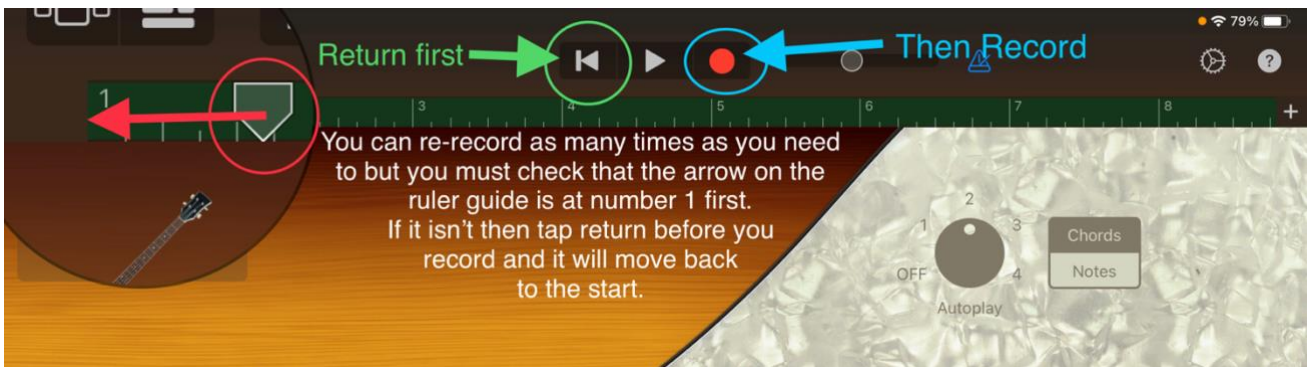 79%
Return first
Then Record
?
1
3
4
5
6
7
8
+
You can re-record as many times as you need
to but you must check that the arrow on the
ruler guide is at number 1 first.
If it isn't then tap return before you
record and it will move back
to the start.
2
1
3
Chords
OFF
4
Notes
Autoplay